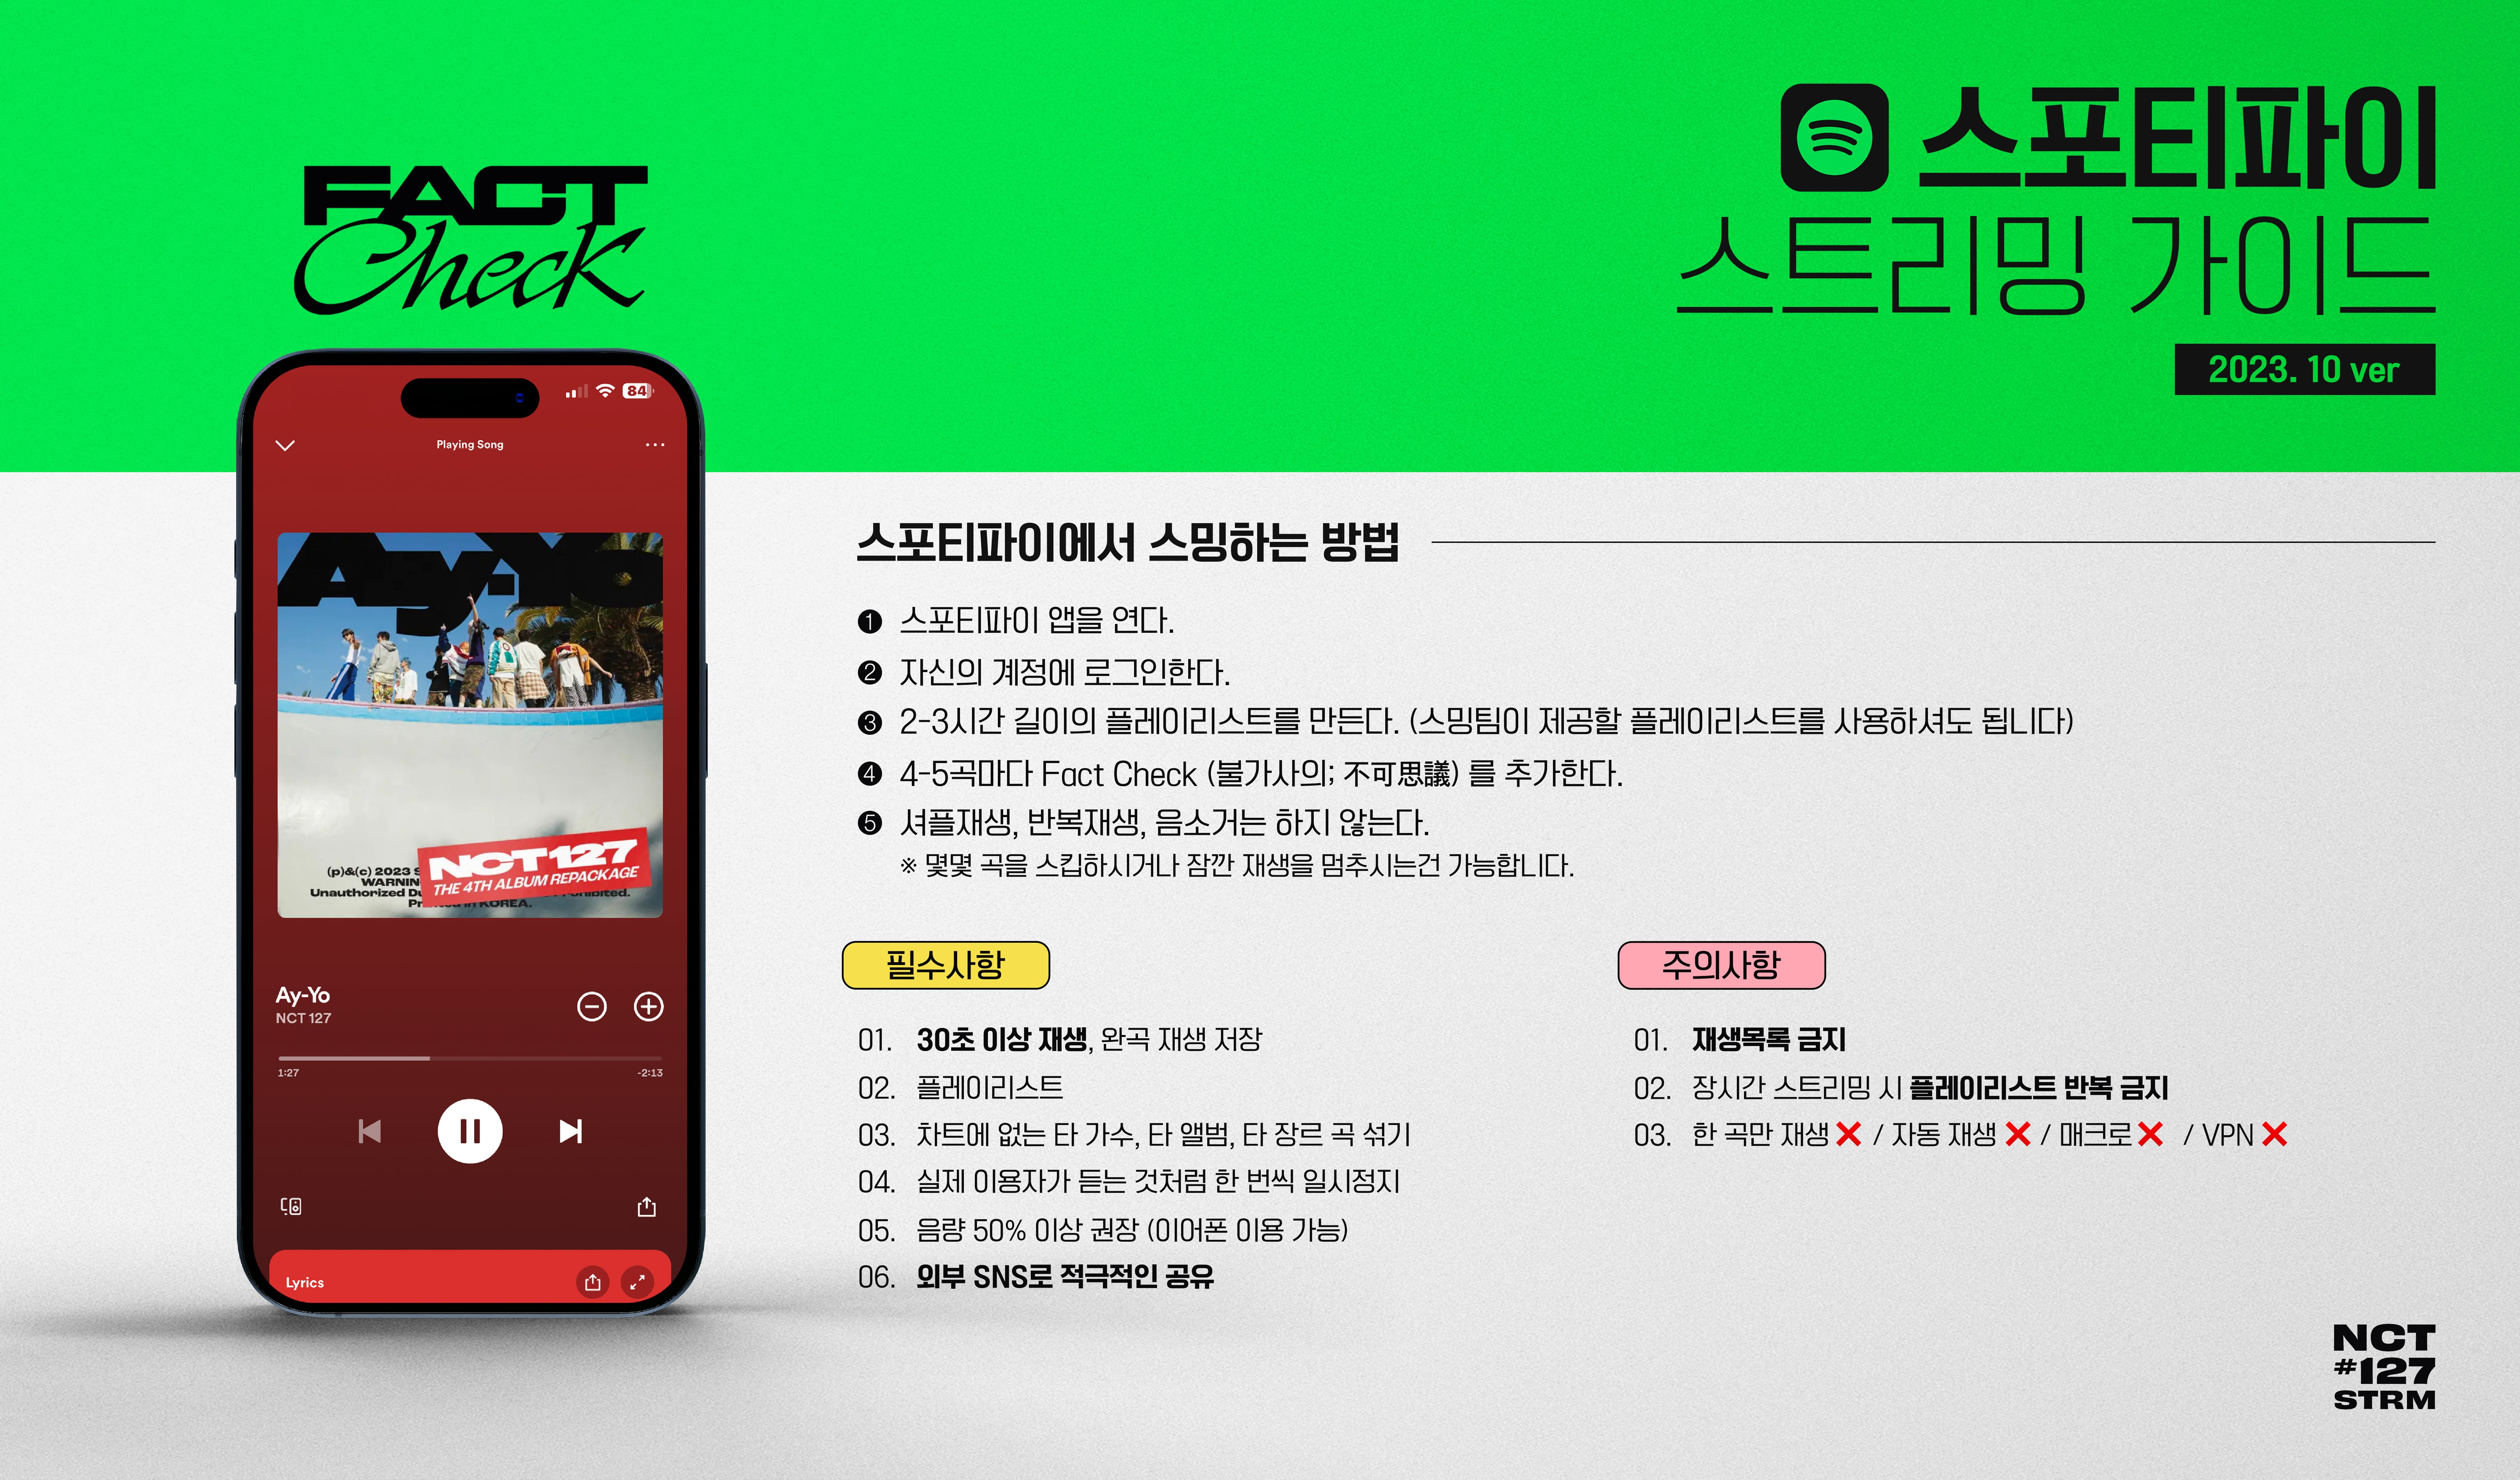 FACT
Check
스포티파이
스트리밍 가이드
2023. 10 ver
84
Playing Song
Ay-Yo
(p)&(c) 2023 S
WARNIN
Unauthorized Du
hibited.
in KOREA.
NCT 127
THE 4TH ALBUM REPACKAGE
Ay-Yo
NCT 127
1:27
-2:13
Lyrics
스포티파이에서 스밍하는 방법
❶ 스포티파이 앱을 연다.
❷ 자신의 계정에 로그인한다.
❸ 2-3시간 길이의 플레이리스트를 만든다. (스밍팀이 제공할 플레이리스트를 사용하셔도 됩니다)
❹ 4-5곡마다 Fact Check (불가사의; 不可思議) 를 추가한다.
❺ 셔플재생, 반복재생, 음소거는 하지 않는다.
※ 몇몇 곡을 스킵하시거나 잠깐 재생을 멈추시는건 가능합니다.
필수사항
01. 30초 이상 재생, 완곡 재생 저장
02. 플레이리스트
03. 차트에 없는 타 가수, 타 앨범, 타 장르 곡 섞기
04. 실제 이용자가 듣는 것처럼 한 번씩 일시정지
05. 음량 50% 이상 권장 (이어폰 이용 가능)
06. 외부 SNS로 적극적인 공유
주의사항
01. 재생목록 금지
02. 장시간 스트리밍 시 플레이리스트 반복 금지
03. 한 곡만 재생 ❌ / 자동 재생 ❌ / 매크로 ❌ / VPN ❌
NCT
#127
STRM